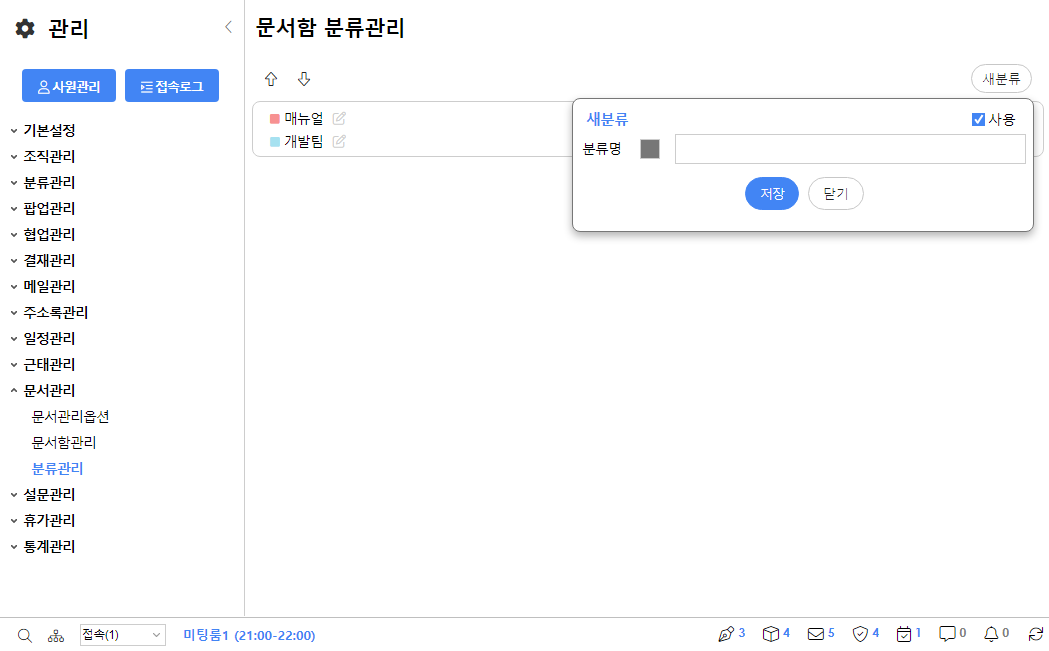 관리
사원관리
접속로그
기본설정
조직관리
분류관리
팝업관리
협업관리
결재관리
메일관리
주소록관리
일정관리
근태관리
문서관리
문서관리옵션
문서함관리
분류관리
설문관리
휴가관리
통계관리
문서함 분류관리
새분류
매뉴얼
개발팀
새분류
사용
분류명
저장
닫기
접속(1)
미팅룸1 (21:00-22:00)
3
4
5
4
1
0
0